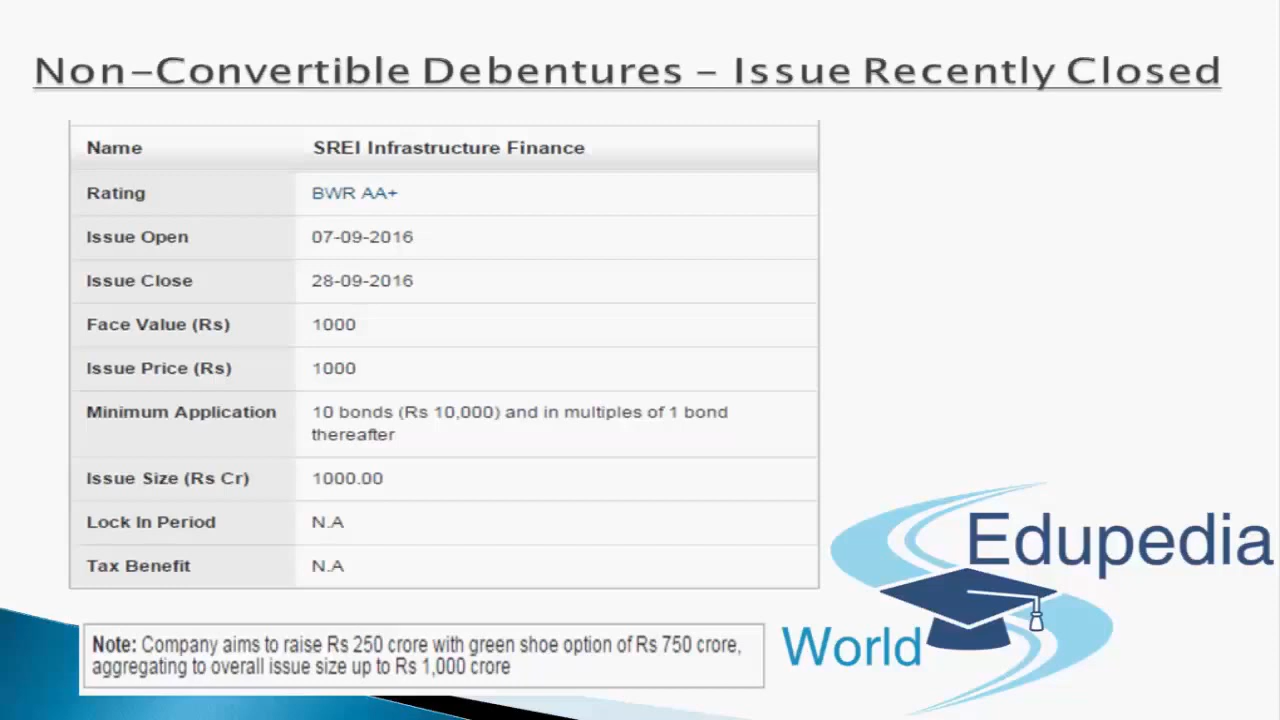 Non-Convertible Debentures - Issue Recently Closed
Name SREI Infrastructure Finance
Rating BWR AA+
Issue Open 07-09-2016
Issue Close 28-09-2016
Face Value (Rs) 1000
Issue Price (Rs) 1000
Minimum Application 10 bonds (Rs 10,000) and in multiples of 1 bond
thereafter
Issue Size (Rs Cr) 1000.00
Lock In Period N.A
Tax Benefit N.A
Note: Company aims to raise Rs 250 crore with green shoe option of Rs 750 crore,
aggregating to overall issue size up to Rs 1,000 crore
Edupedia
World